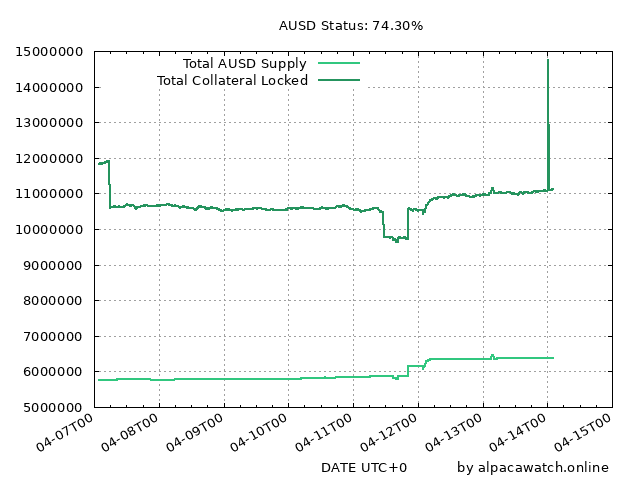 AUSD Status: 74.30%
15000000
14000000
13000000
12000000
11000000
10000000
9000000
8000000
7000000
6000000
5000000
Total AUSD Supply
Total Collateral Locked
04-07T00
04-08T00
04-09T00
04-10T00
04-11T00
04-12T00
04-13T00
04-14T00
04-15T00
DATE UTC+0
by alpacawatch.online